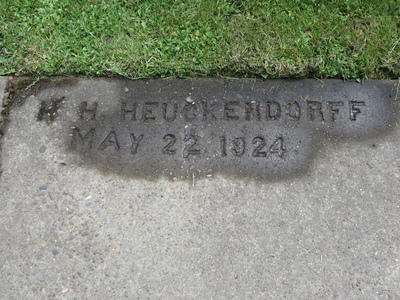 H. HEUCKENDORFF
MAY 22 1924